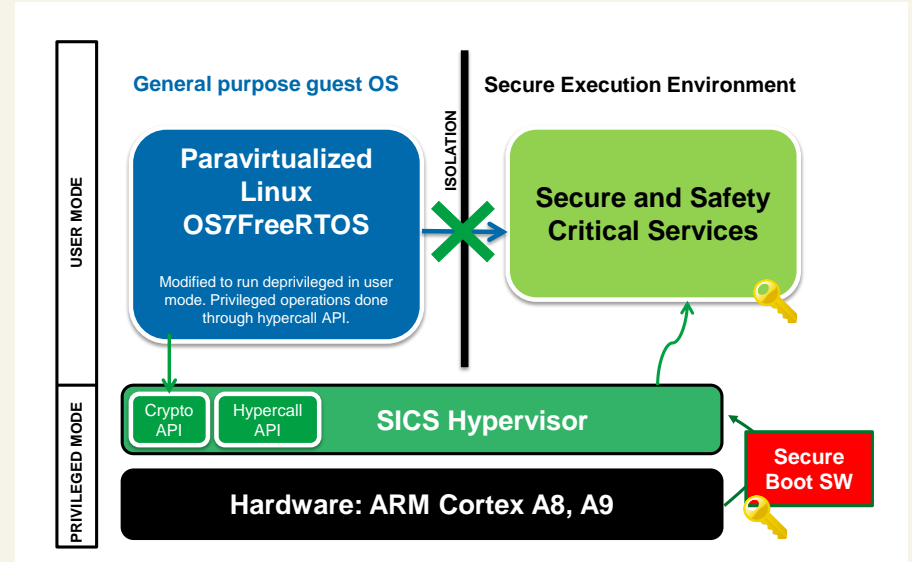 General purpose guest OS
Secure Execution Environment
USER MODE
Paravirtualized
Linux
OS7FreeRTOS
Modified to run deprivileged in user
mode. Privileged operations done
through hypercall API.
ISOLATION
Secure and Safety
Critical Services
PRIVILEGED MODE
Crypto
API
Hypercall
API
SICS Hypervisor
Secure
Boot SW
Hardware: ARM Cortex A8, A9